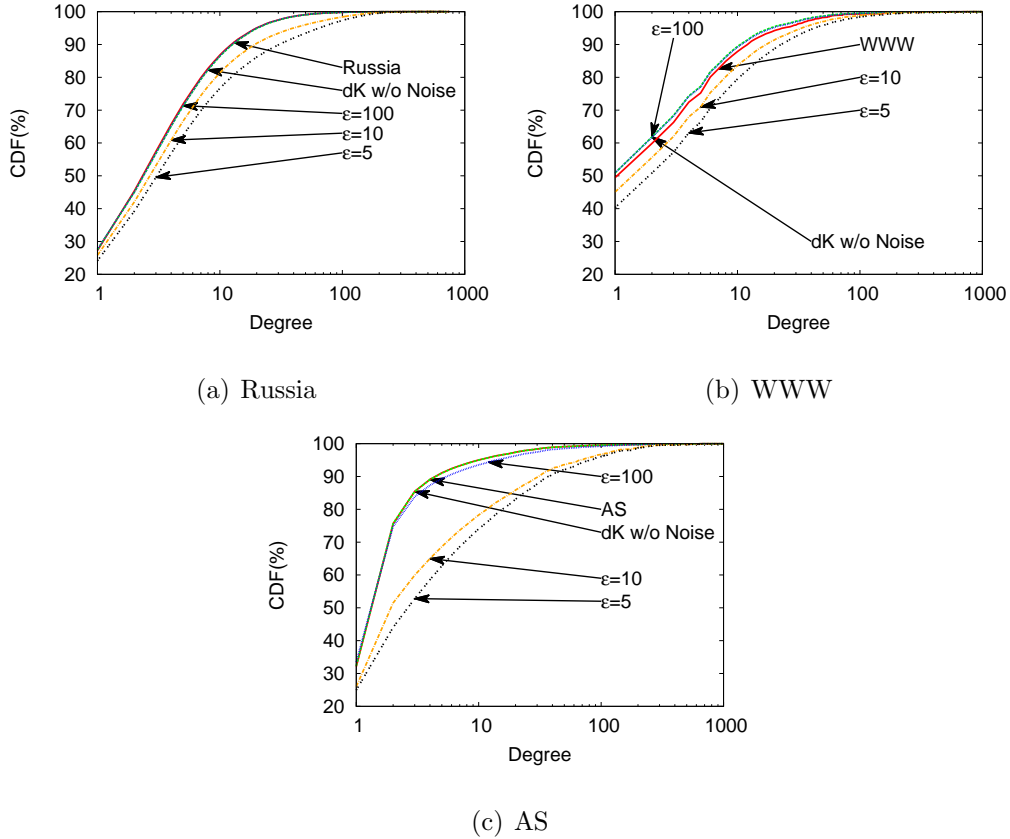 100
90
80
70
60
50
40
30
20
CDF(%)
1
10
100
1000
Degree
Russia
dK w/o Noise
ε=100
ε=10
ε=5
(a) Russia
100
90
80
70
60
50
40
30
20
CDF(%)
1
10
100
1000
Degree
ε=100
WWW
ε=10
ε=5
dK w/o Noise
(b) WWW
100
90
80
70
60
50
40
30
20
CDF(%)
1
10
100
1000
Degree
ε=100
AS
dK w/o Noise
ε=10
ε=5
(c) AS